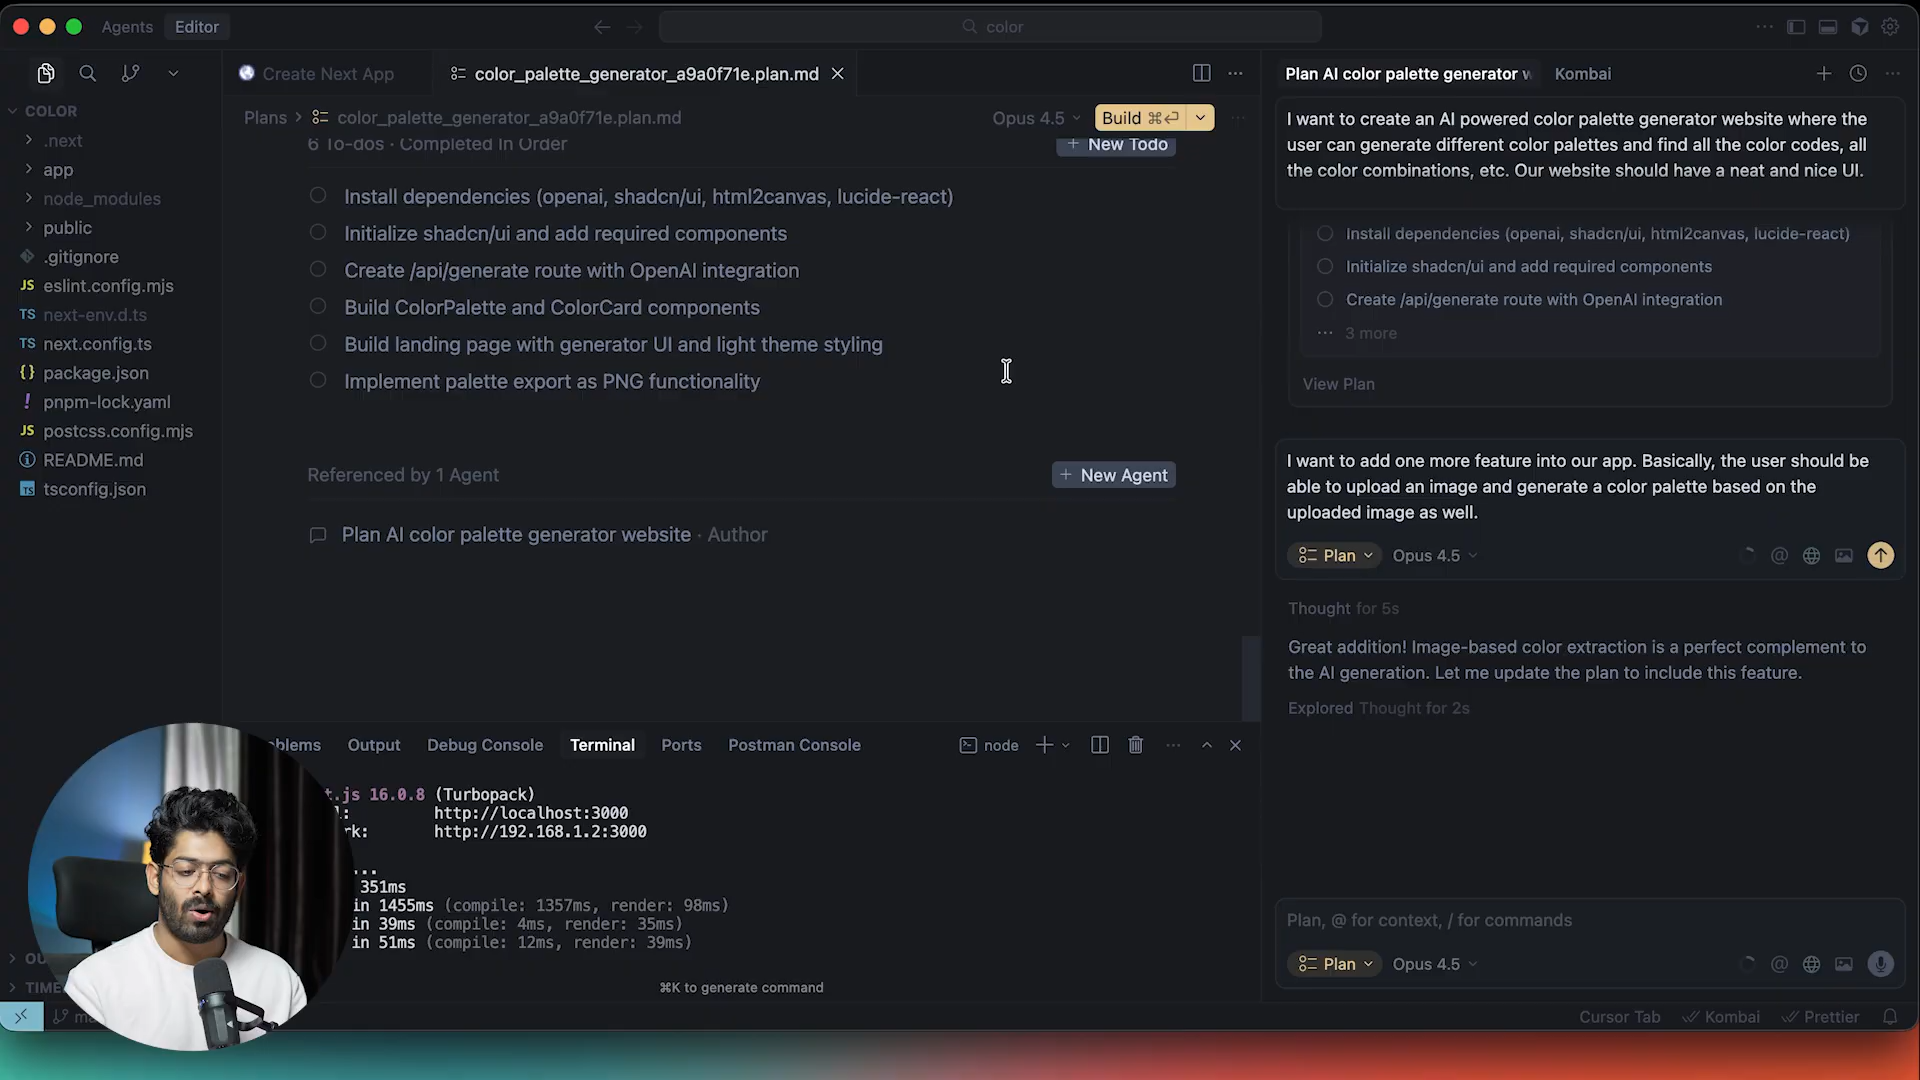 Agents Editor
color
Create Next App
color_palette_generator_a9a0f71e.plan.md
Plans > color_palette_generator_a9a0f71e.plan.md
Opus 4.5
Build ⌘⏎
COLOR
.next
app
node_modules
public
.gitignore
JS eslint.config.mjs
TS next-env.d.ts
TS next.config.ts
{} package.json
! pnpm-lock.yaml
JS postcss.config.mjs
README.md
TS tsconfig.json
6 To-dos · Completed In Order
+ New Todo
Install dependencies (openai, shadcn/ui, html2canvas, lucide-react)
Initialize shadcn/ui and add required components
Create /api/generate route with OpenAI integration
Build ColorPalette and ColorCard components
Build landing page with generator UI and light theme styling
Implement palette export as PNG functionality
Referenced by 1 Agent
+ New Agent
Plan AI color palette generator website · Author
Output Debug Console Terminal Ports Postman Console
node
.js 16.0.8 (Turbopack)
http://localhost:3000
http://192.168.1.2:3000
...
351ms
in 1455ms (compile: 1357ms, render: 98ms)
in 39ms (compile: 4ms, render: 35ms)
in 51ms (compile: 12ms, render: 39ms)
⌘K to generate command
Plan AI color palette generator
Kombai
I want to create an AI powered color palette generator website where the
user can generate different color palettes and find all the color codes, all
the color combinations, etc. Our website should have a neat and nice UI.
Install dependencies (openai, shadcn/ui, html2canvas, lucide-react)
Initialize shadcn/ui and add required components
Create /api/generate route with OpenAI integration
... 3 more
View Plan
I want to add one more feature into our app. Basically, the user should be
able to upload an image and generate a color palette based on the
uploaded image as well.
Plan Opus 4.5
Thought for 5s
Great addition! Image-based color extraction is a perfect complement to
the AI generation. Let me update the plan to include this feature.
Explored Thought for 2s
Plan, @ for context, / for commands
Plan Opus 4.5
Cursor Tab Kombai Prettier